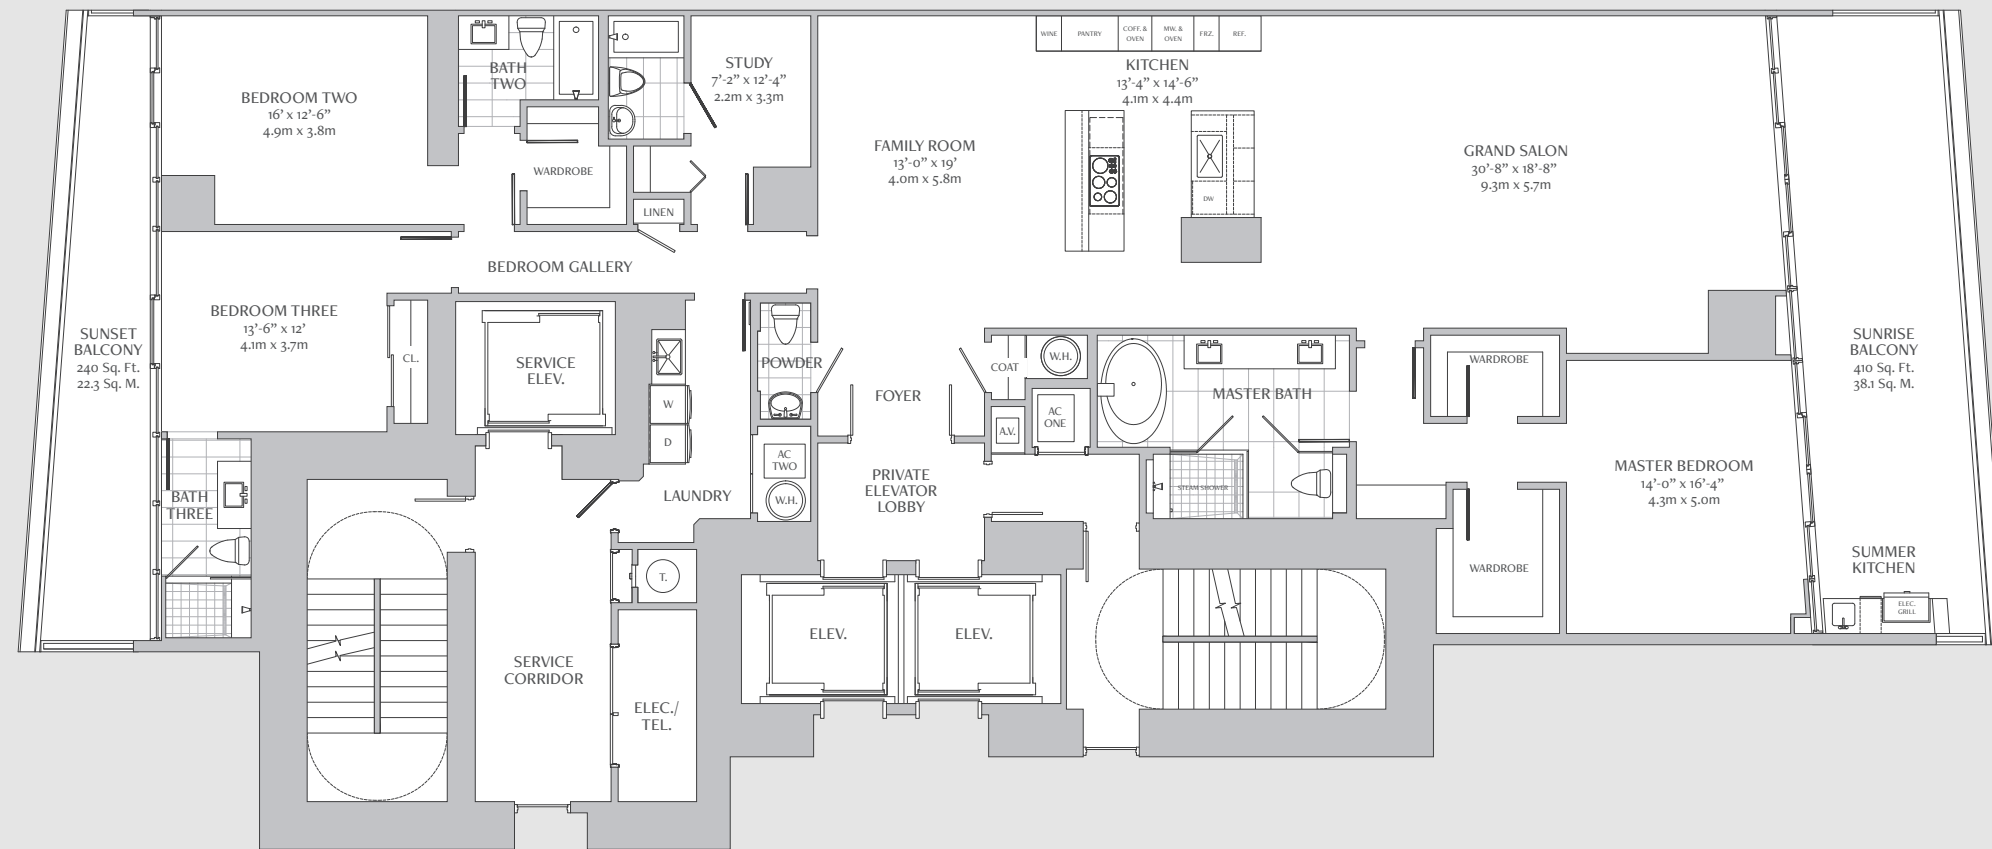 BEDROOM TWO
16' x 12'-6"
4.9m x 3.8m
BATH
TWO
WARDROBE
LINEN
STUDY
7'-2" x 12'-4"
2.2m x 3.3m
FAMILY ROOM
13'-0" x 19'
4.0m x 5.8m
WINE
PANTRY
COFF. &
OVEN
MW. &
OVEN
FRZ.
REF.
KITCHEN
13'-4" x 14'-6"
4.1m x 4.4m
DW
GRAND SALON
30'-8" x 18'-8"
9.3m x 5.7m
BEDROOM GALLERY
SUNSET
BALCONY
240 Sq. Ft.
22.3 Sq. M.
BEDROOM THREE
13'-6" x 12'
4.1m x 3.7m
CL.
SERVICE
ELEV.
W
D
LAUNDRY
POWDER
AC
TWO
W.H.
FOYER
PRIVATE
ELEVATOR
LOBBY
COAT
W.H.
A.V.
AC
ONE
MASTER BATH
STEAM SHOWER
WARDROBE
WARDROBE
MASTER BEDROOM
14'-0" x 16'-4"
4.3m x 5.0m
SUNRISE
BALCONY
410 Sq. Ft.
38.1 Sq. M.
SUMMER
KITCHEN
ELEC.
GRILL
BATH
THREE
T.
SERVICE
CORRIDOR
ELEC./
TEL.
ELEV.
ELEV.